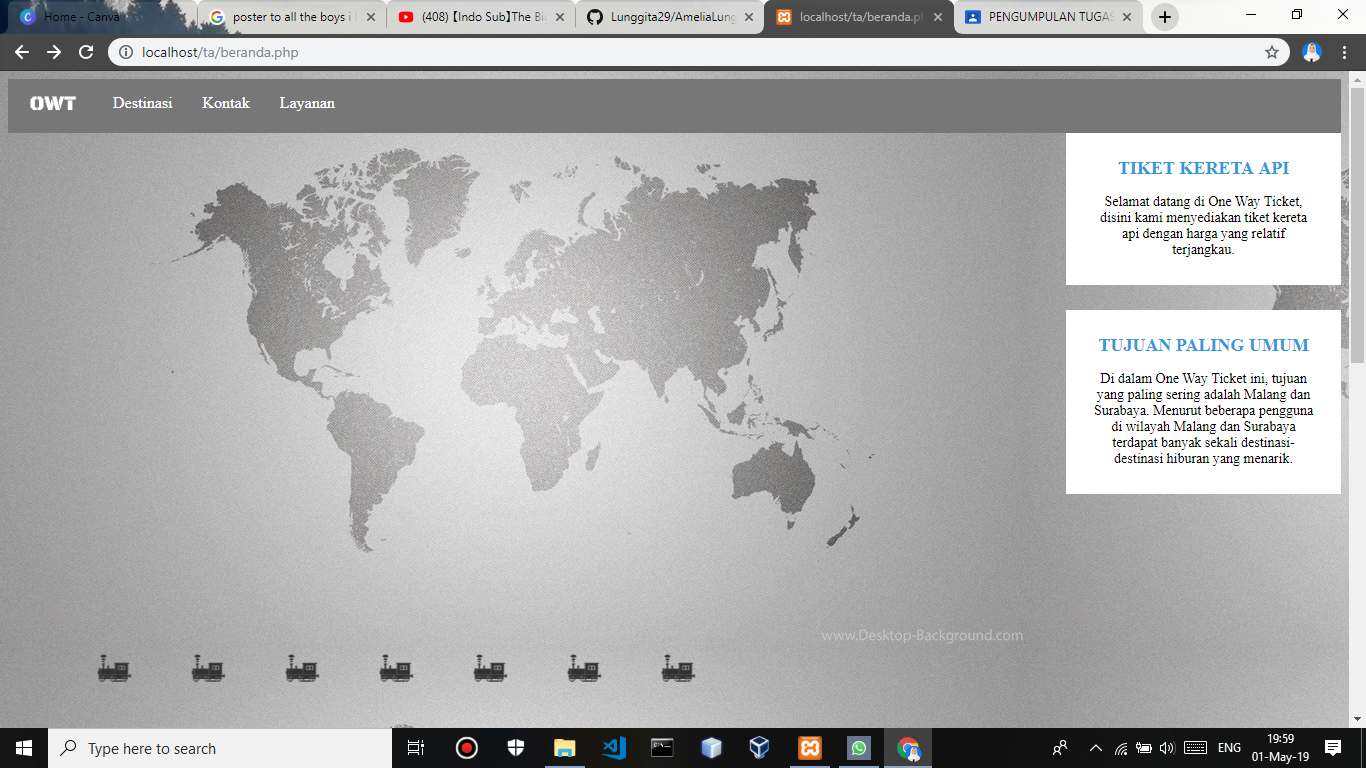 Home - Canva
poster to all the boys i l
(408) 【Indo Sub】The Bi
Lunggita29/AmeliaLung
localhost/ta/beranda.ph
PENGUMPULAN TUGAS
localhost/ta/beranda.php
OWT
Destinasi
Kontak
Layanan
TIKET KERETA API
Selamat datang di One Way Ticket,
disini kami menyediakan tiket kereta
api dengan harga yang relatif
terjangkau.
TUJUAN PALING UMUM
Di dalam One Way Ticket ini, tujuan
yang paling sering adalah Malang dan
Surabaya. Menurut beberapa pengguna
di wilayah Malang dan Surabaya
terdapat banyak sekali destinasi-
destinasi hiburan yang menarik.
www.Desktop-Background.com
Type here to search
ENG
19:59
01-May-19